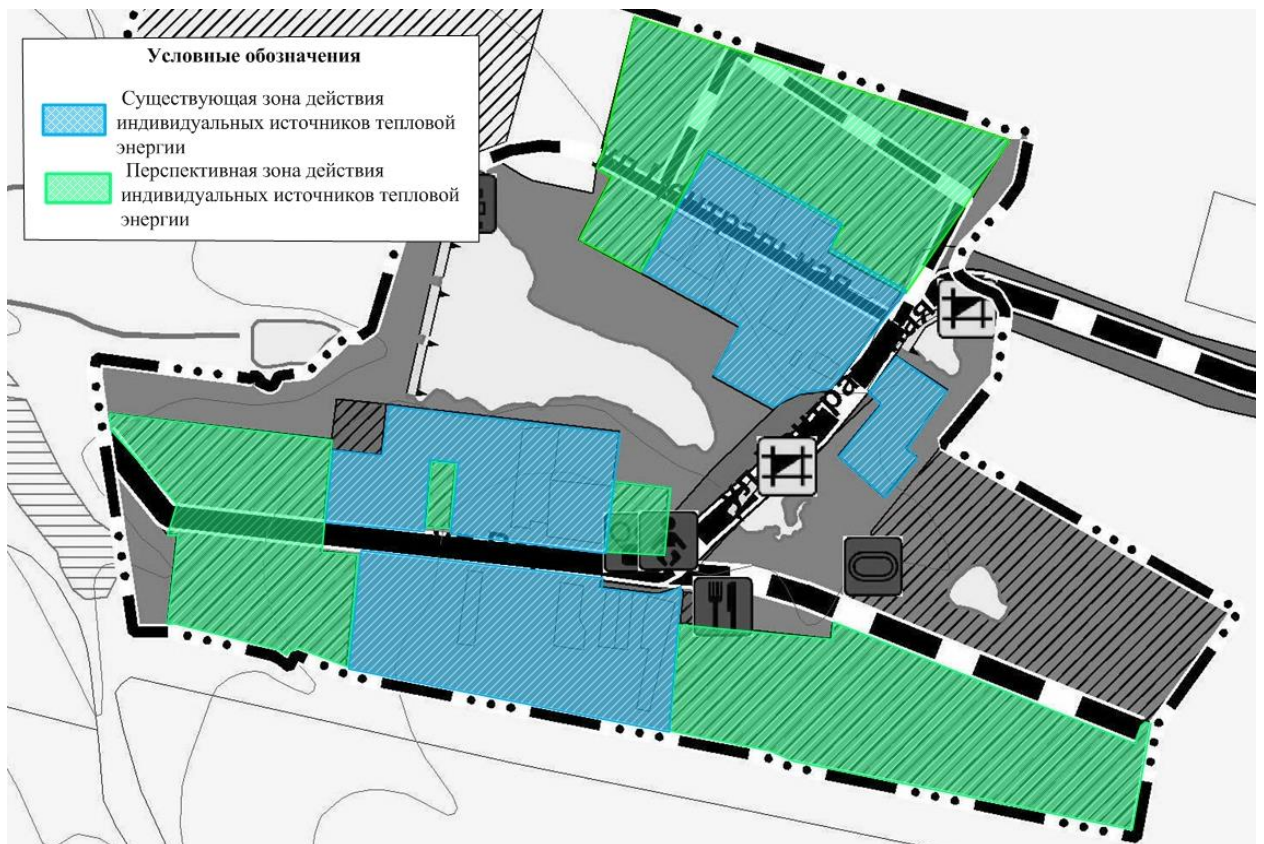 Условные обозначения
Существующая зона действия
индивидуальных источников тепловой
энергии
Перспективная зона действия
индивидуальных источников тепловой
энергии